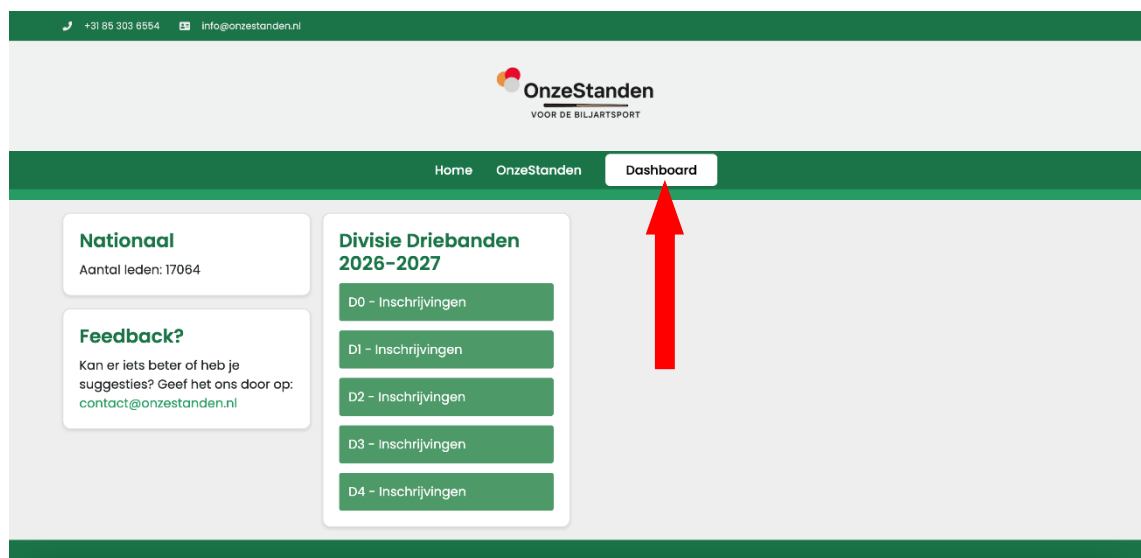 +31 85 303 6554 info@onzestanden.nl
OnzeStanden
VOOR DE BILJARTSPORT
Home OnzeStanden Dashboard
Nationaal
Aantal leden: 17064
Feedback?
Kan er iets beter of heb je
suggesties? Geef het ons door op:
contact@onzestanden.nl
Divisie Driebanden
2026-2027
D0 - Inschrijvingen
D1 - Inschrijvingen
D2 - Inschrijvingen
D3 - Inschrijvingen
D4 - Inschrijvingen